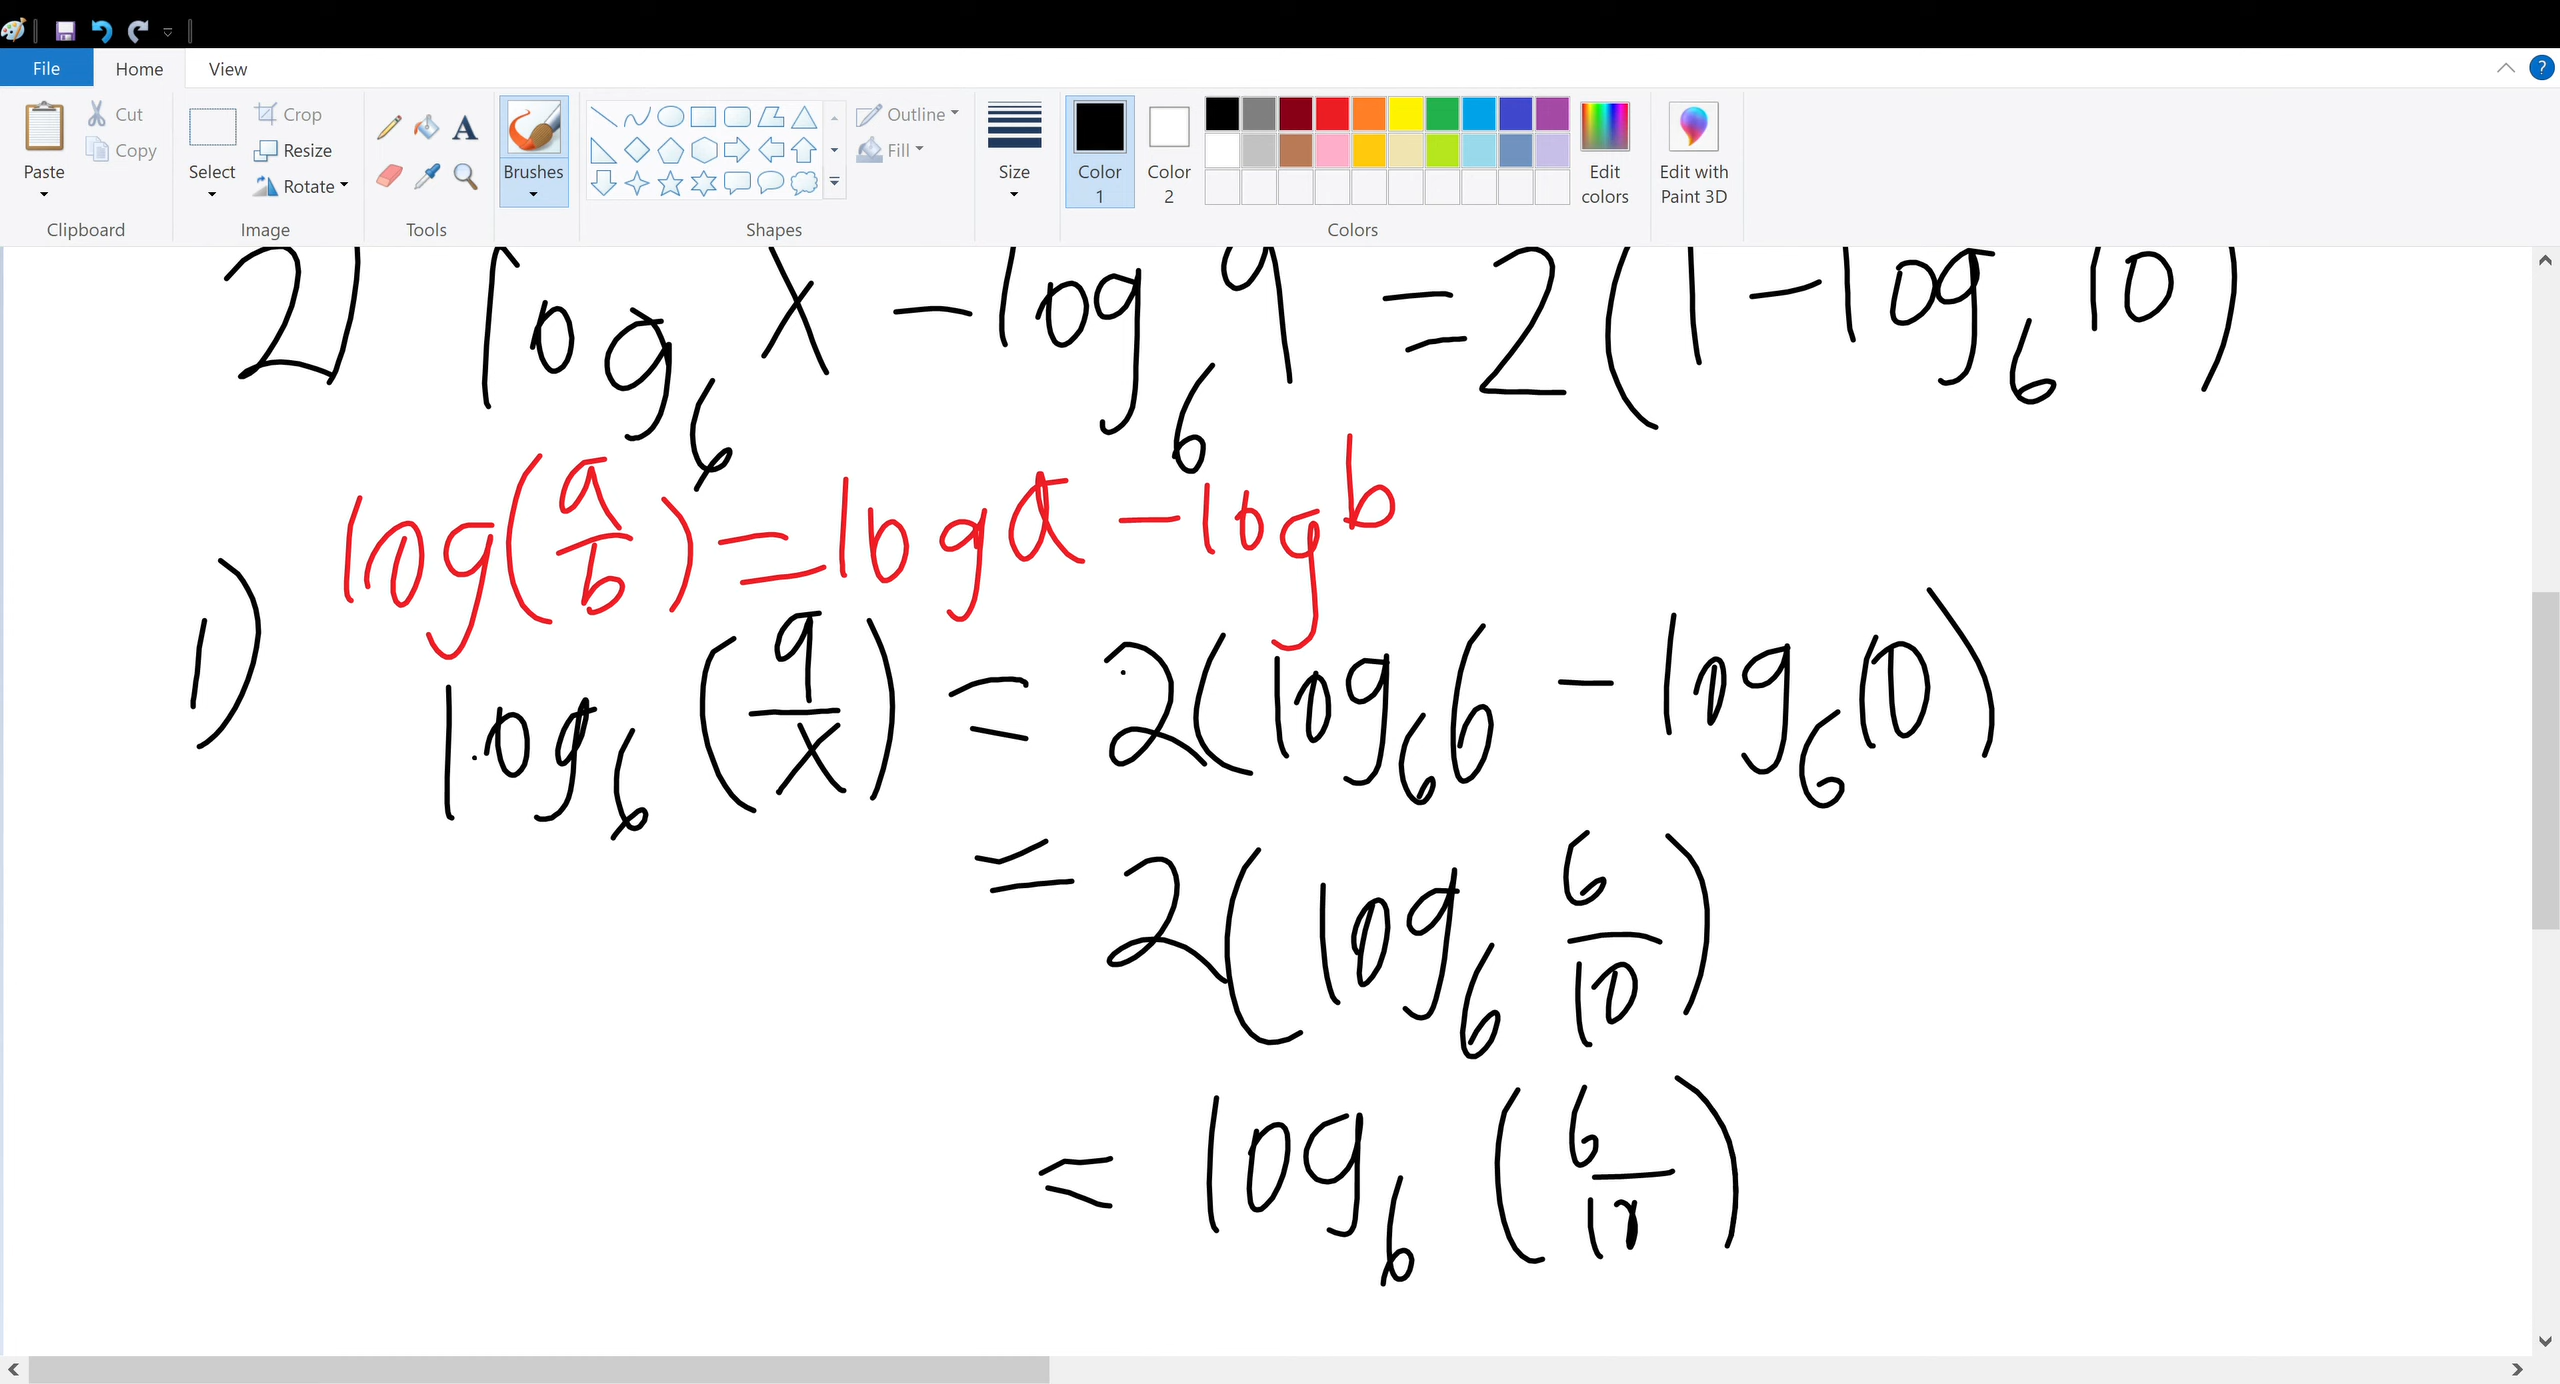 File Home View
Paste Cut Copy Clipboard
Select Crop Resize Rotate Image
Tools
Brushes
Outline Fill Shapes
Size
Color 1 Color 2 Edit colors Colors
Edit with Paint 3D
2) log₆ x − log₆ 9 = 2(1 − log₆ 10)
log(a/b) = log a − log b
1) log₆ (9/x) = 2(log₆ 6 − log₆ 10)
= 2(log₆ 6/10)
= log₆ (6/10)